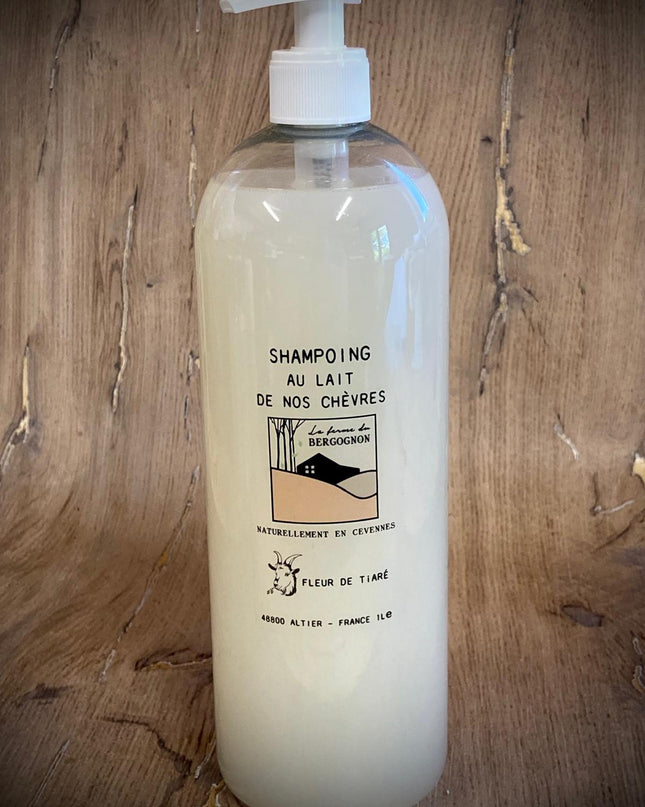 SHAMPOING
AU LAIT
DE NOS CHÈVRES
La ferme du
BERGOGNON
NATURELLEMENT EN CEVENNES
FLEUR DE TiARÉ
48800 ALTIER - FRANCE 1Le